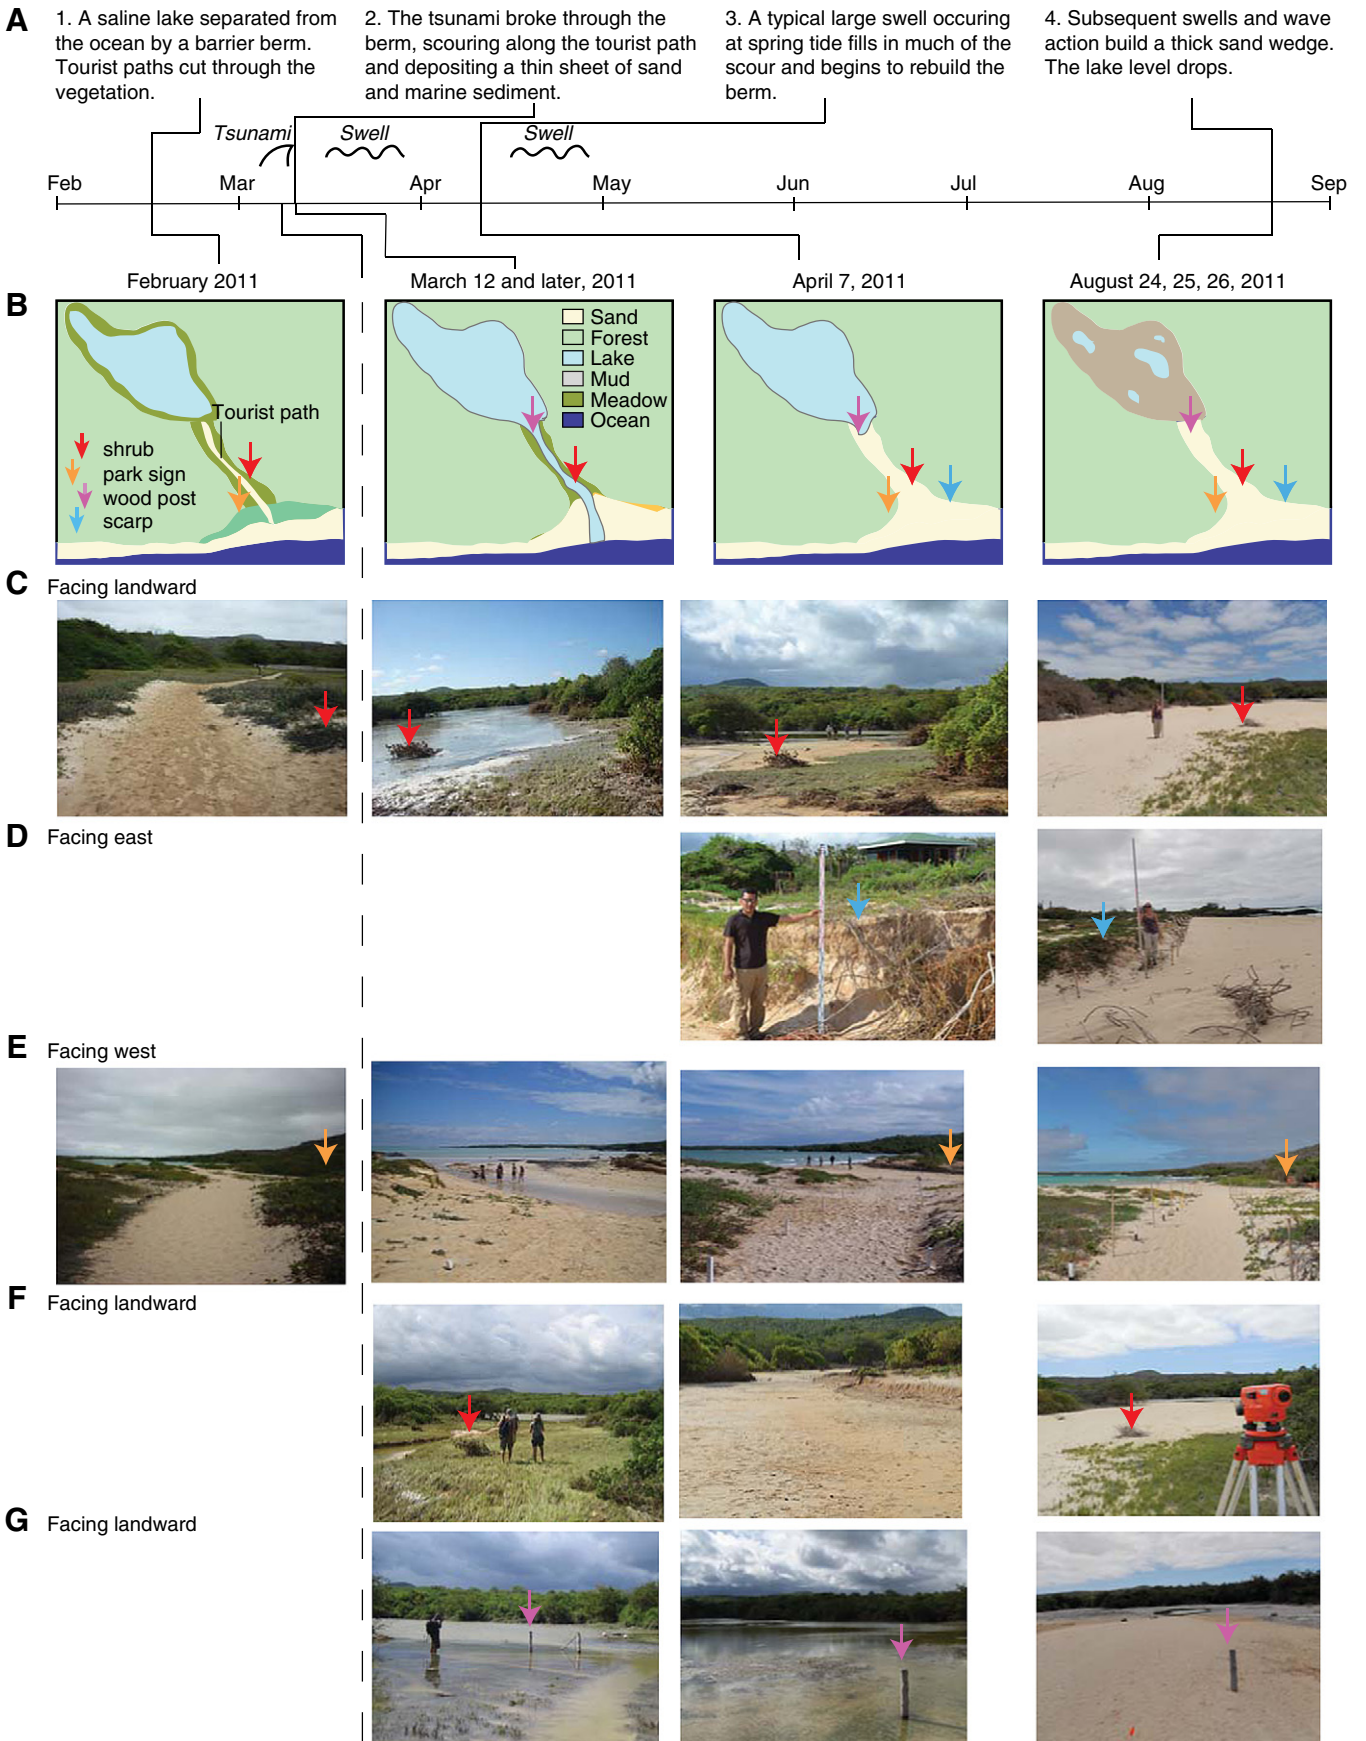 A
1. A saline lake separated from
the ocean by a barrier berm.
Tourist paths cut through the
vegetation.
2. The tsunami broke through the
berm, scouring along the tourist path
and depositing a thin sheet of sand
and marine sediment.
3. A typical large swell occuring
at spring tide fills in much of the
scour and begins to rebuild the
berm.
4. Subsequent swells and wave
action build a thick sand wedge.
The lake level drops.
Tsunami
Swell
Swell
Feb
Mar
Apr
May
Jun
Jul
Aug
Sep
February 2011
March 12 and later, 2011
April 7, 2011
August 24, 25, 26, 2011
B
Tourist path
shrub
park sign
wood post
scarp
Sand
Forest
Lake
Mud
Meadow
Ocean
C
Facing landward
D
Facing east
E
Facing west
F
Facing landward
G
Facing landward